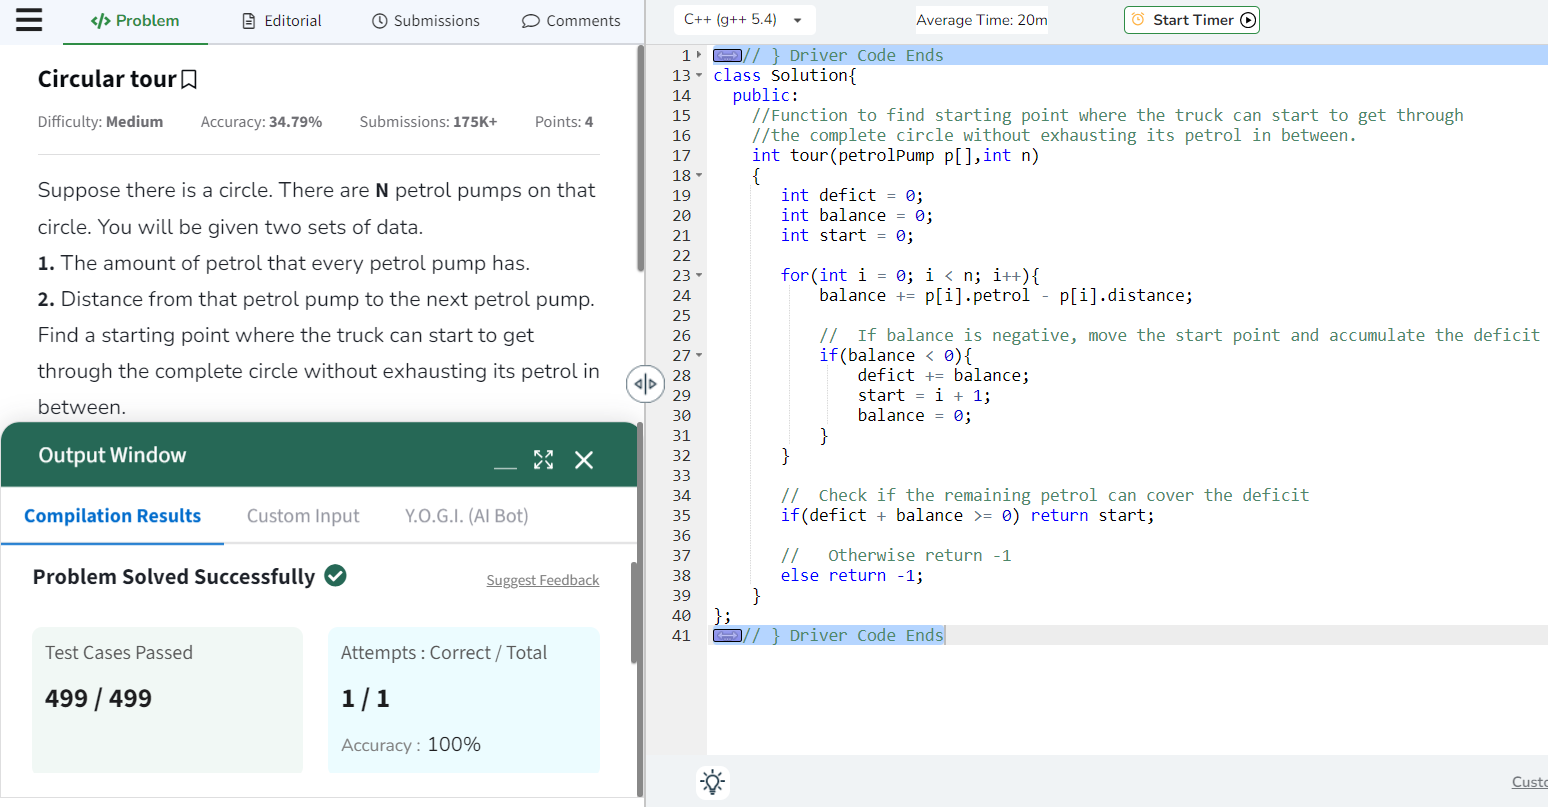 </> Problem
Editorial
Submissions
Comments
Circular tour
Difficulty: Medium Accuracy: 34.79% Submissions: 175K+ Points: 4
Suppose there is a circle. There are N petrol pumps on that
circle. You will be given two sets of data.
1. The amount of petrol that every petrol pump has.
2. Distance from that petrol pump to the next petrol pump.
Find a starting point where the truck can start to get
through the complete circle without exhausting its petrol in
between.
Output Window
Compilation Results Custom Input Y.O.G.I. (AI Bot)
Problem Solved Successfully
Suggest Feedback
Test Cases Passed
499 / 499
Attempts : Correct / Total
1 / 1
Accuracy : 100%
C++ (g++ 5.4)
Average Time: 20m
Start Timer
1 // } Driver Code Ends
13 class Solution{
14 public:
15 //Function to find starting point where the truck can start to get through
16 //the complete circle without exhausting its petrol in between.
17 int tour(petrolPump p[],int n)
18 {
19 int defict = 0;
20 int balance = 0;
21 int start = 0;
22
23 for(int i = 0; i < n; i++){
24 balance += p[i].petrol - p[i].distance;
25
26 // If balance is negative, move the start point and accumulate the deficit
27 if(balance < 0){
28 defict += balance;
29 start = i + 1;
30 balance = 0;
31 }
32 }
33
34 // Check if the remaining petrol can cover the deficit
35 if(defict + balance >= 0) return start;
36
37 // Otherwise return -1
38 else return -1;
39 }
40 };
41 // } Driver Code Ends
Custo